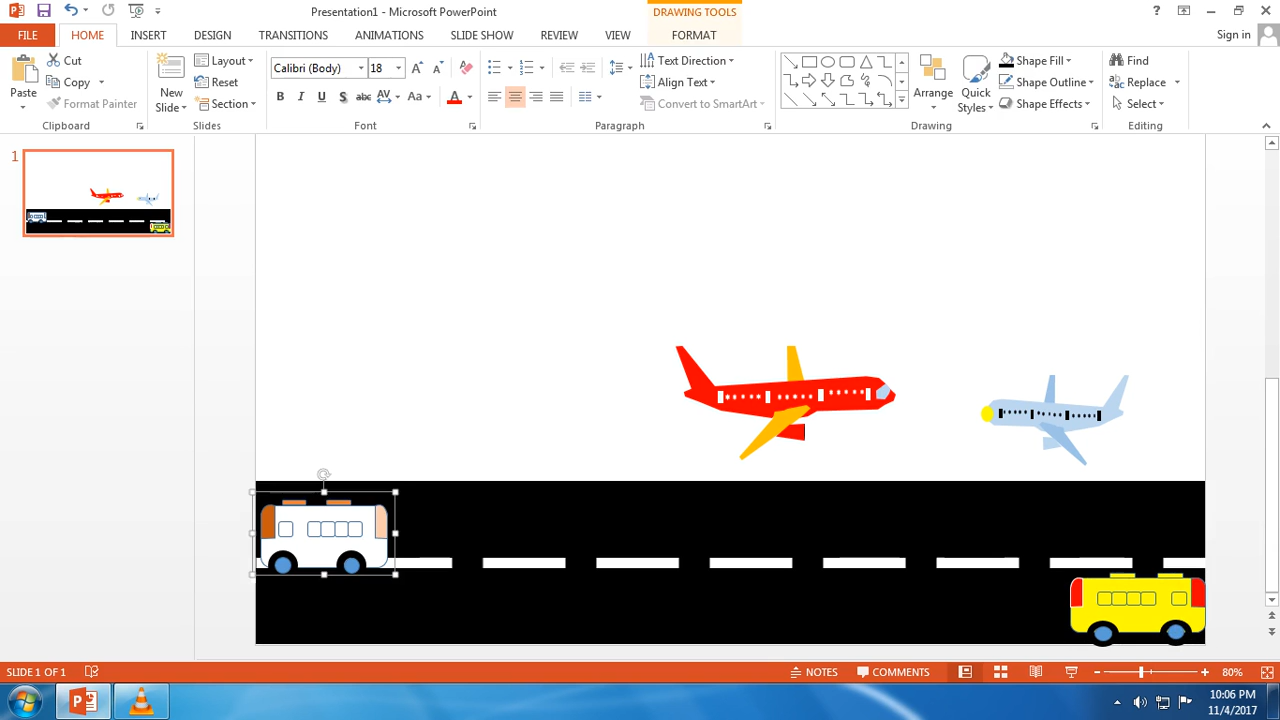 Presentation1 - Microsoft PowerPoint
DRAWING TOOLS
?
FILE HOME INSERT DESIGN TRANSITIONS ANIMATIONS SLIDE SHOW REVIEW VIEW FORMAT Sign in
Paste
Cut
Copy
Format Painter
Clipboard
New Slide
Layout
Reset
Section
Slides
Calibri (Body) 18
B I U S abc AV Aa A
Font
Text Direction
Align Text
Convert to SmartArt
Paragraph
Arrange
Quick Styles
Shape Fill
Shape Outline
Shape Effects
Drawing
Find
Replace
Select
Editing
1
SLIDE 1 OF 1
NOTES COMMENTS 80%
10:06 PM
11/4/2017